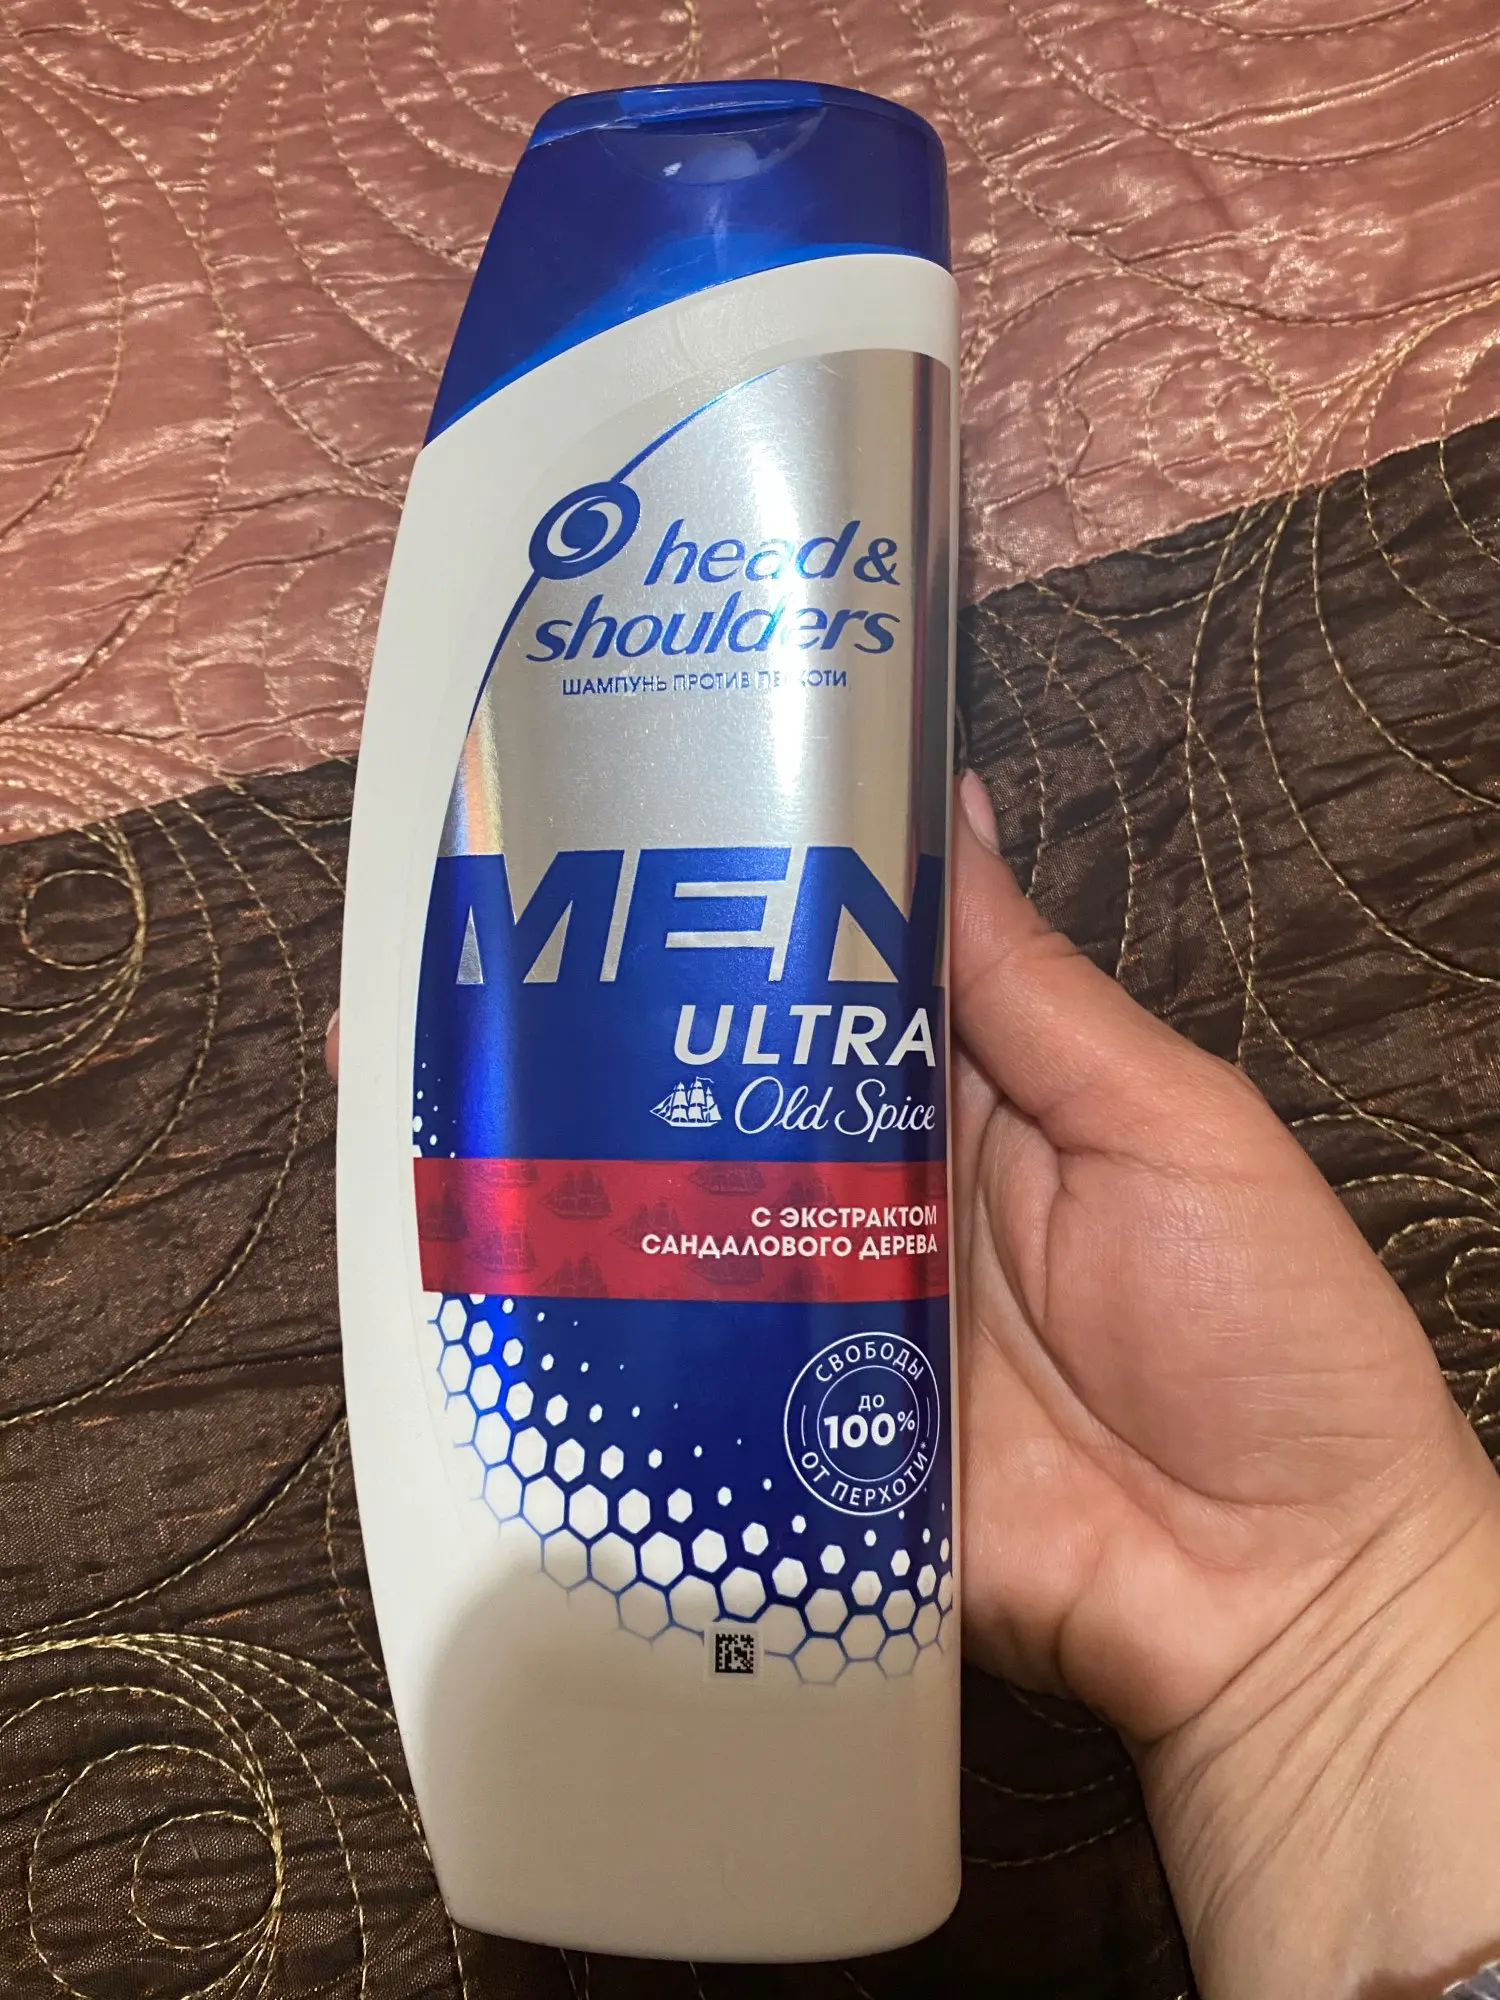 head &
shoulders
ШАМПУНЬ ПРОТИВ ПЕРХОТИ
MEN
ULTRA
Old Spice
С ЭКСТРАКТОМ
САНДАЛОВОГО ДЕРЕВА
СВОБОДЫ
ДО
100%
ОТ ПЕРХОТИ*